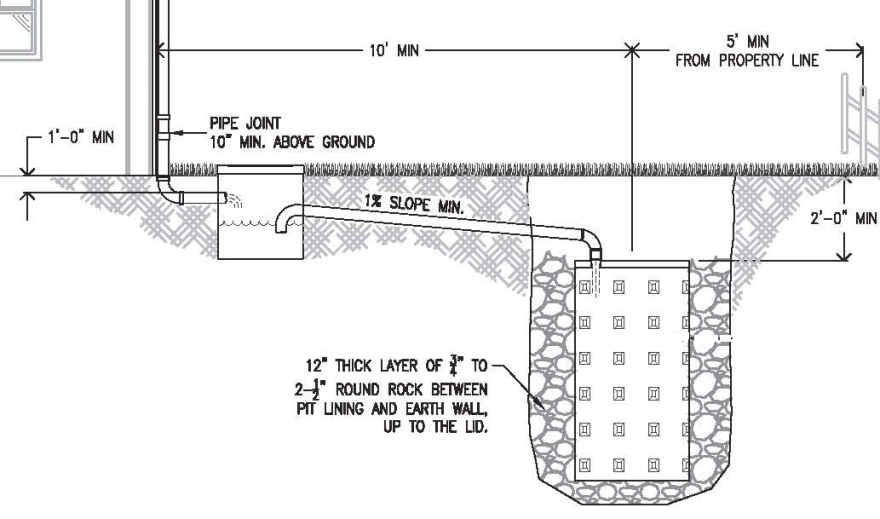 10' MIN
5' MIN
FROM PROPERTY LINE
PIPE JOINT
10" MIN. ABOVE GROUND
1'-0" MIN
1% SLOPE MIN.
2'-0" MIN
12" THICK LAYER OF 3/4" TO
2-1/2" ROUND ROCK BETWEEN
PIT LINING AND EARTH WALL,
UP TO THE LID.